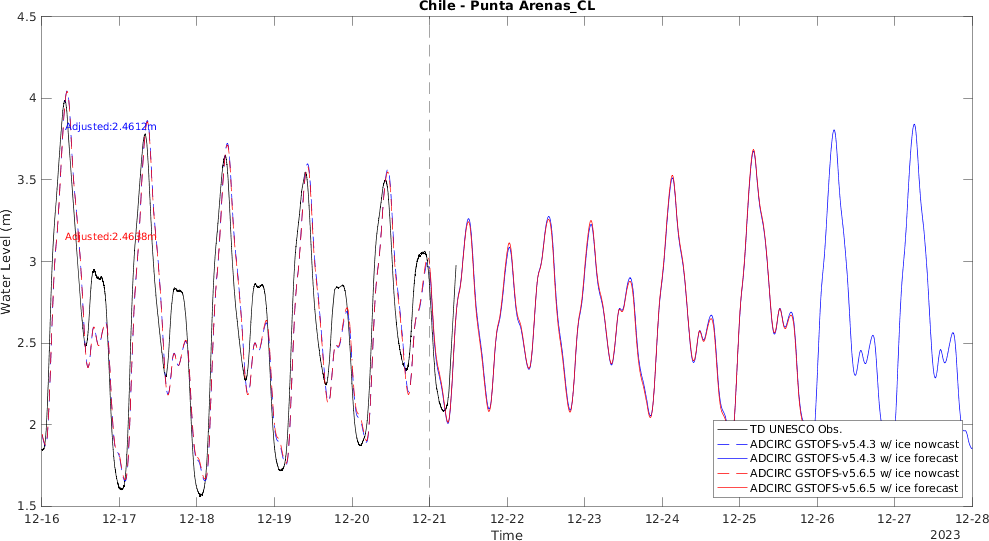 Chile - Punta Arenas_CL
4.5
4
3.5
3
2.5
2
1.5
Water Level (m)
Adjusted:2.4612m
Adjusted:2.4638m
TD UNESCO Obs.
ADCIRC GSTOFS-v5.4.3 w/ ice nowcast
ADCIRC GSTOFS-v5.4.3 w/ ice forecast
ADCIRC GSTOFS-v5.6.5 w/ ice nowcast
ADCIRC GSTOFS-v5.6.5 w/ ice forecast
12-16 12-17 12-18 12-19 12-20 12-21 12-22 12-23 12-24 12-25 12-26 12-27 12-28
Time
2023